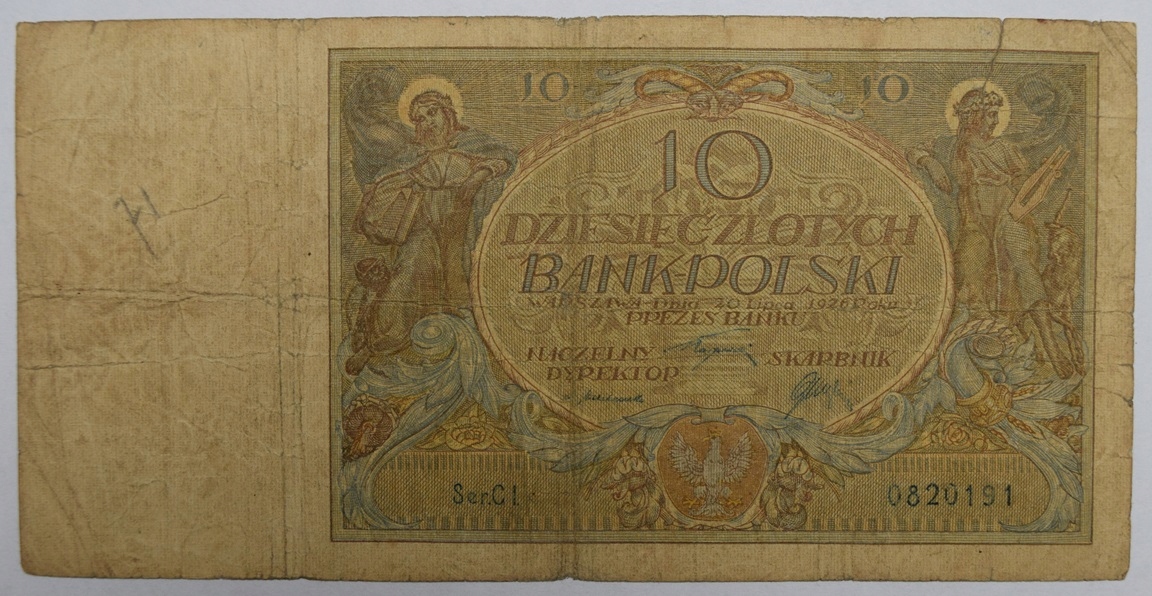 10 10
10
DZIESIĘĆ ZŁOTYCH
BANK-POLSKI
WARSZAWA-Dnia 20 Lipca 1926 Roku
PREZES BANKU
NACZELNY SKARBNIK
DYREKTOR
Ser.CI. 0820191